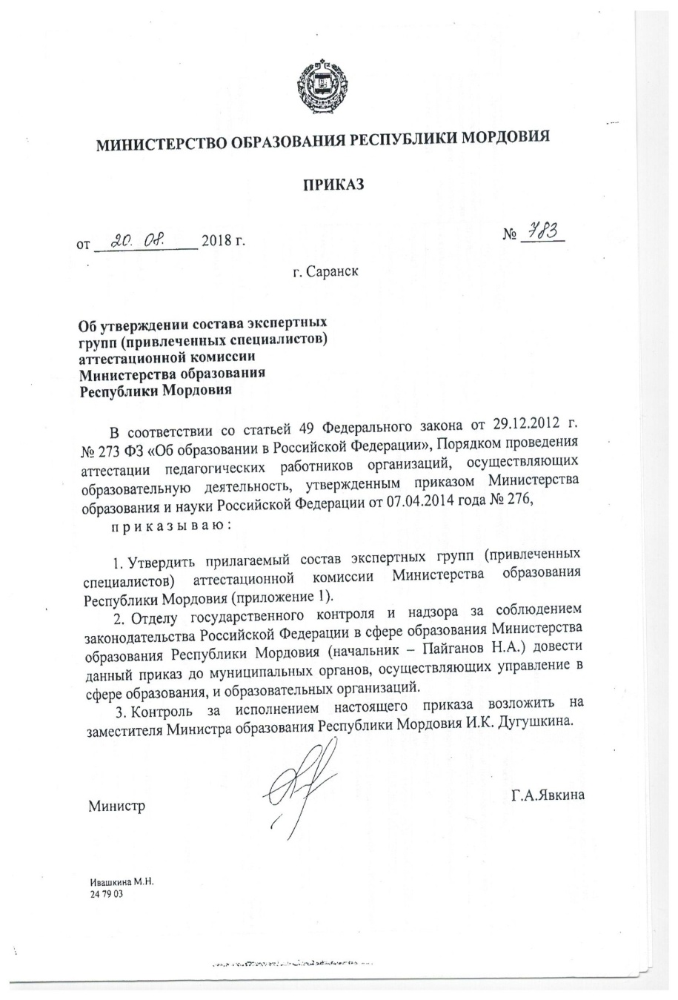 МИНИСТЕРСТВО ОБРАЗОВАНИЯ РЕСПУБЛИКИ МОРДОВИЯ
ПРИКАЗ
от 20. 08. 2018 г.
№ 783
г. Саранск
Об утверждении состава экспертных
групп (привлеченных специалистов)
аттестационной комиссии
Министерства образования
Республики Мордовия
В соответствии со статьей 49 Федерального закона от 29.12.2012 г.
№ 273 ФЗ «Об образовании в Российской Федерации», Порядком проведения
аттестации педагогических работников организаций, осуществляющих
образовательную деятельность, утвержденным приказом Министерства
образования и науки Российской Федерации от 07.04.2014 года № 276,
п р и к а з ы в а ю :
1. Утвердить прилагаемый состав экспертных групп (привлеченных
специалистов) аттестационной комиссии Министерства образования
Республики Мордовия (приложение 1).
2. Отделу государственного контроля и надзора за соблюдением
законодательства Российской Федерации в сфере образования Министерства
образования Республики Мордовия (начальник – Пайганов Н.А.) довести
данный приказ до муниципальных органов, осуществляющих управление в
сфере образования, и образовательных организаций.
3. Контроль за исполнением настоящего приказа возложить на
заместителя Министра образования Республики Мордовия И.К. Дугушкина.
Министр
Г.А.Явкина
Ивашкина М.Н.
24 79 03